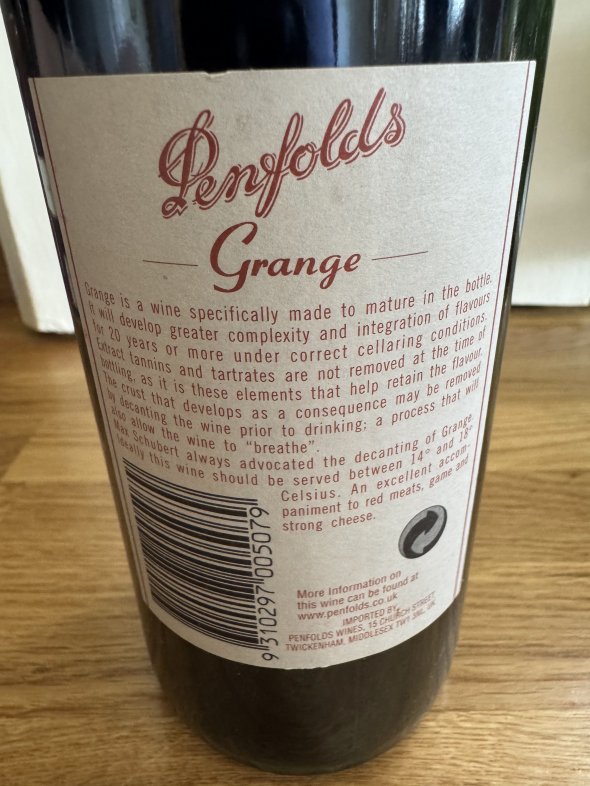 Penfolds
Grange
Grange is a wine specifically made to mature in the bottle.
It will develop greater complexity and integration of flavours
for 20 years or more under correct cellaring conditions.
Extract tannins and tartrates are not removed at the time of
bottling, as it is these elements that help retain the flavour.
The crust that develops as a consequence may be removed
by decanting the wine prior to drinking; a process that will
also allow the wine to "breathe".
Max Schubert always advocated the decanting of Grange.
Ideally this wine should be served between 14° and 18°
Celsius. An excellent accom-
paniment to red meats, game and
strong cheese.
9 310297 005079
More Information on
this wine can be found at
www.penfolds.co.uk
IMPORTED BY
PENFOLDS WINES, 15 CHURCH STREET
TWICKENHAM, MIDDLESEX TW1 3NL, UK